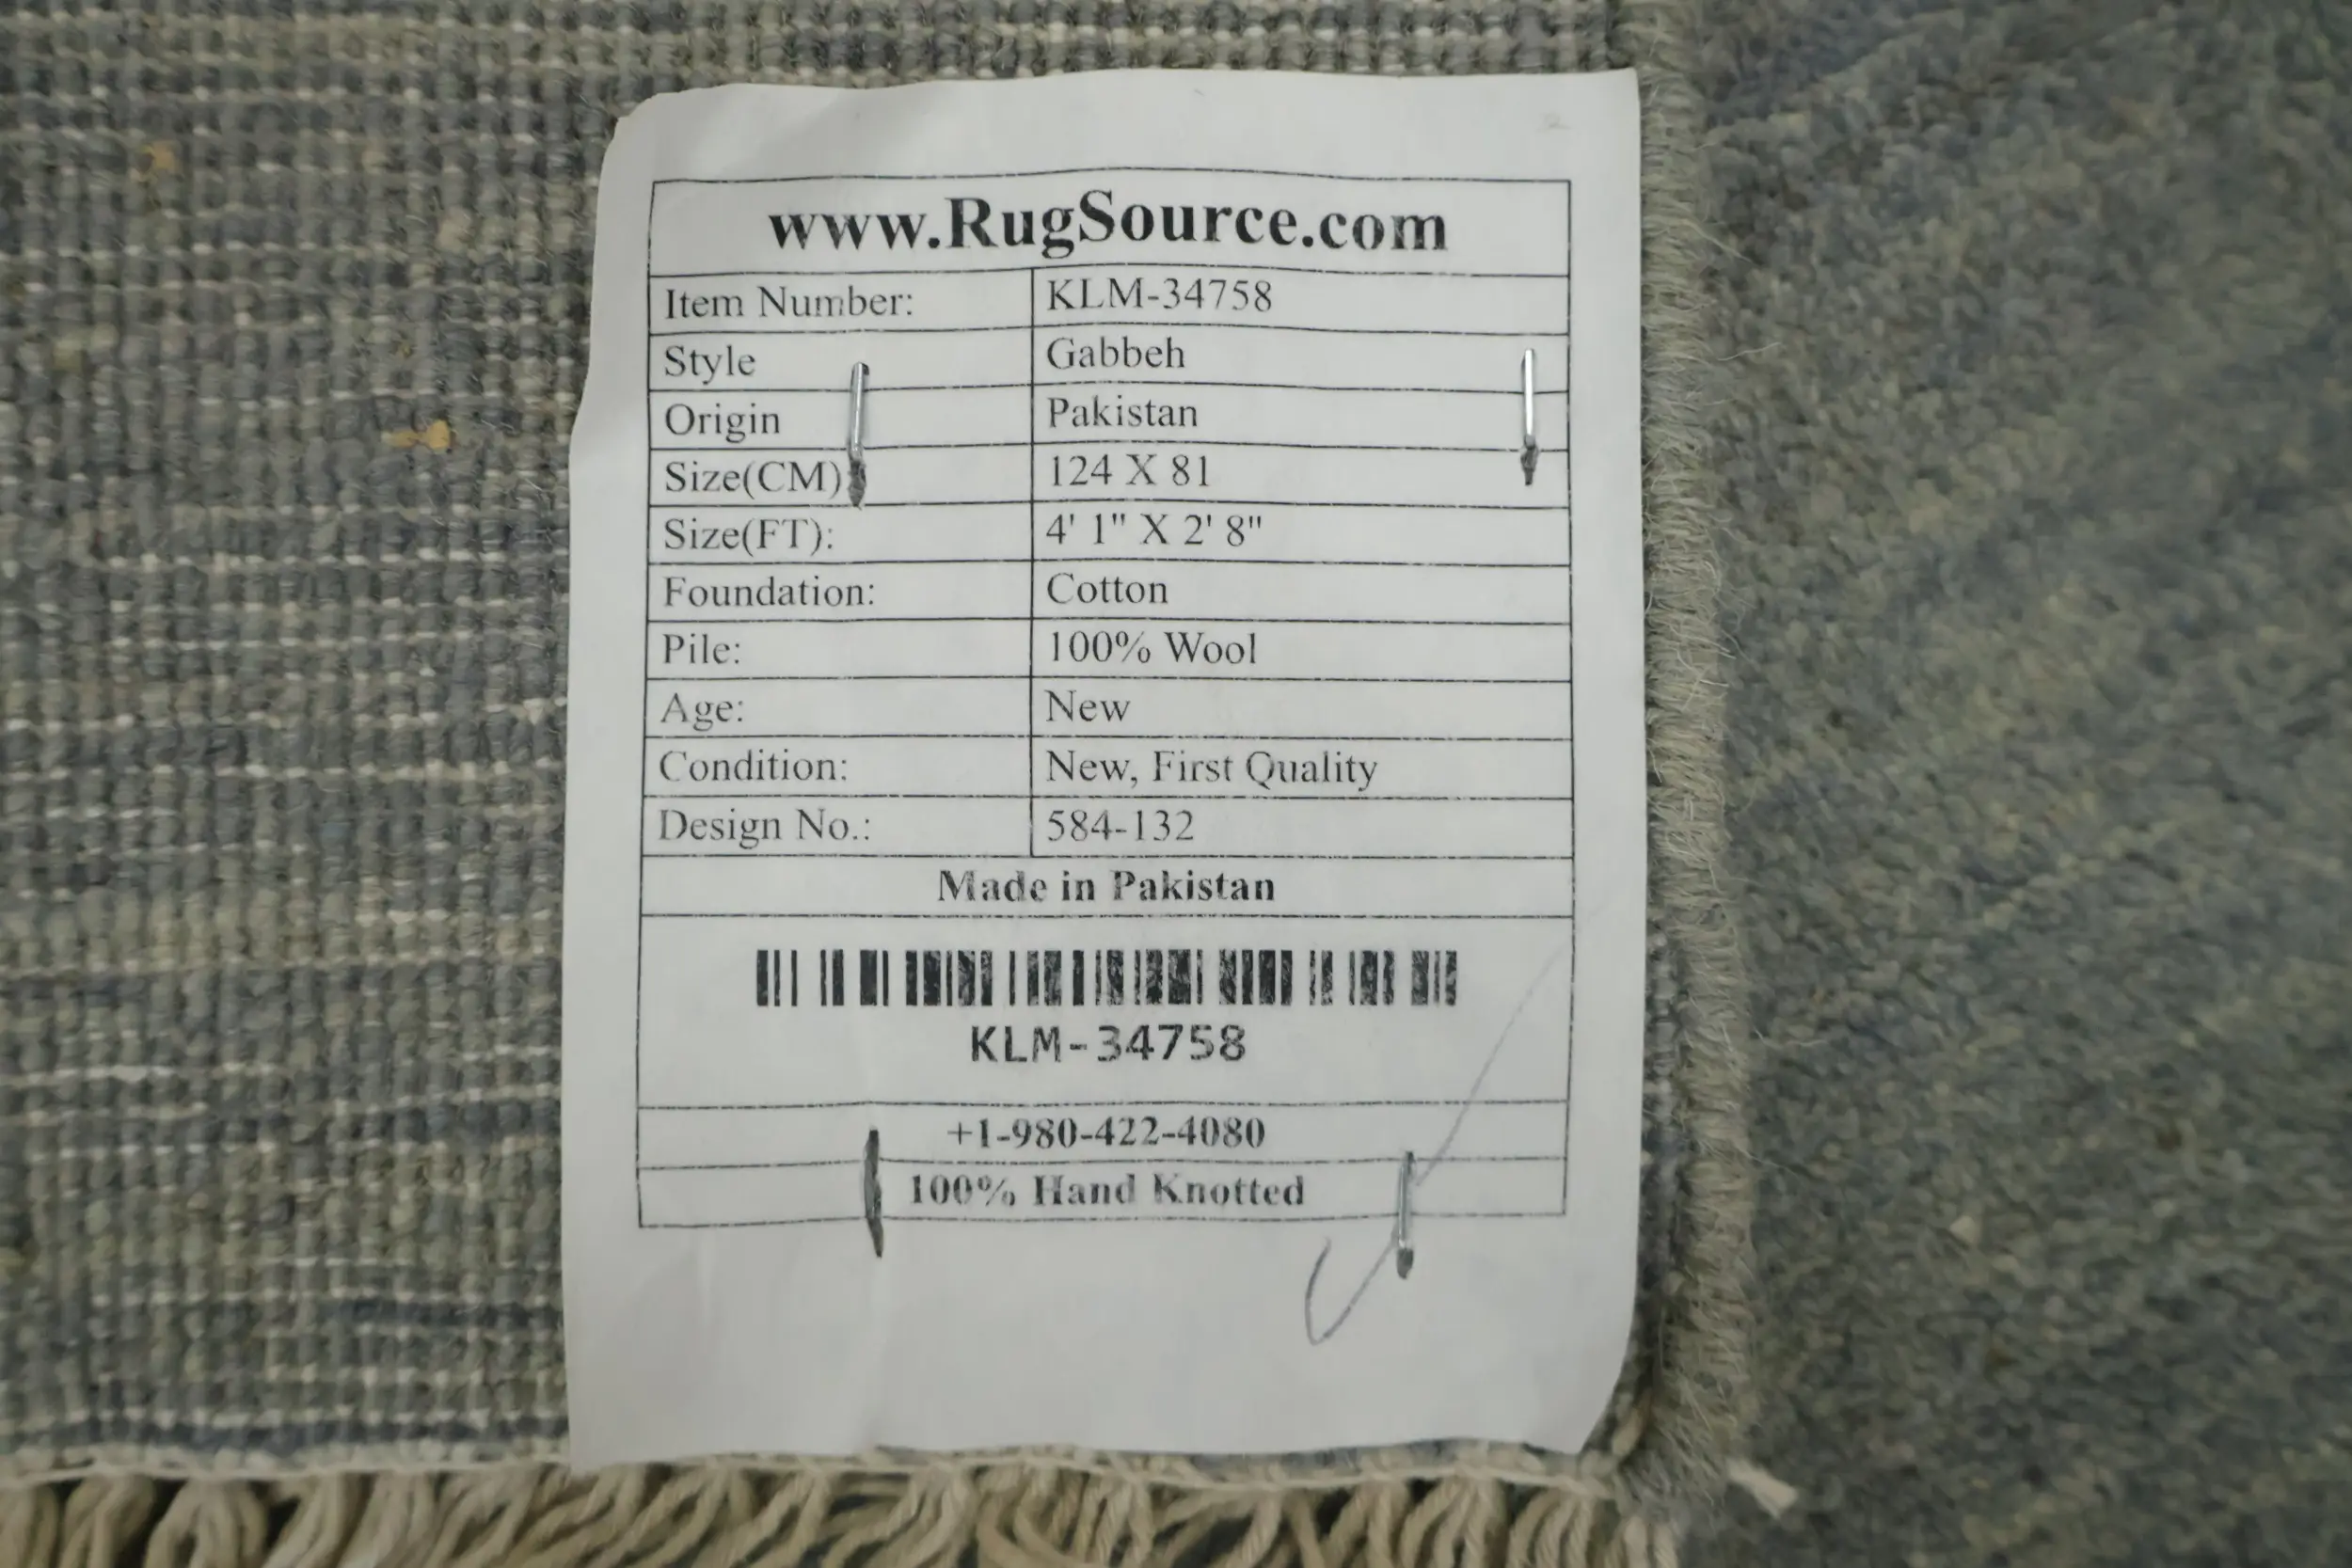 www.RugSource.com
Item Number: KLM-34758
Style Gabbeh
Origin Pakistan
Size(CM) 124 X 81
Size(FT): 4' 1" X 2' 8"
Foundation: Cotton
Pile: 100% Wool
Age: New
Condition: New, First Quality
Design No.: 584-132
Made in Pakistan
KLM-34758
+1-980-422-4080
100% Hand Knotted